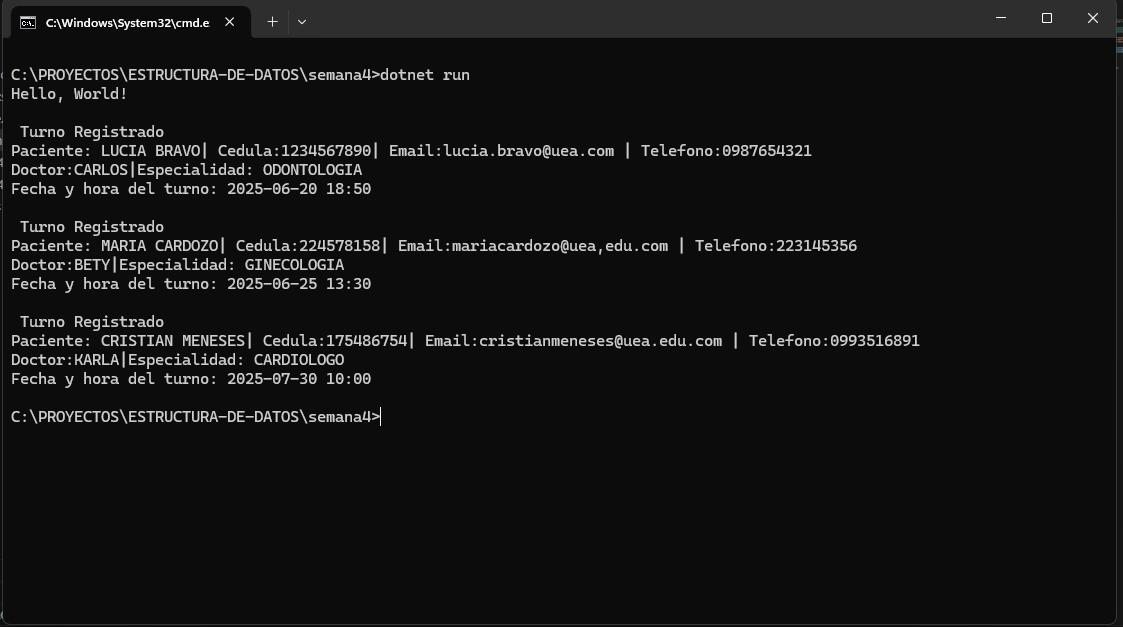 C:\Windows\System32\cmd.e
C:\PROYECTOS\ESTRUCTURA-DE-DATOS\semana4>dotnet run
Hello, World!
Turno Registrado
Paciente: LUCIA BRAVO| Cedula:1234567890| Email:lucia.bravo@uea.com | Telefono:0987654321
Doctor:CARLOS|Especialidad: ODONTOLOGIA
Fecha y hora del turno: 2025-06-20 18:50
Turno Registrado
Paciente: MARIA CARDOZO| Cedula:224578158| Email:mariacardozo@uea,edu.com | Telefono:223145356
Doctor:BETY|Especialidad: GINECOLOGIA
Fecha y hora del turno: 2025-06-25 13:30
Turno Registrado
Paciente: CRISTIAN MENESES| Cedula:175486754| Email:cristianmeneses@uea.edu.com | Telefono:0993516891
Doctor:KARLA|Especialidad: CARDIOLOGO
Fecha y hora del turno: 2025-07-30 10:00
C:\PROYECTOS\ESTRUCTURA-DE-DATOS\semana4>